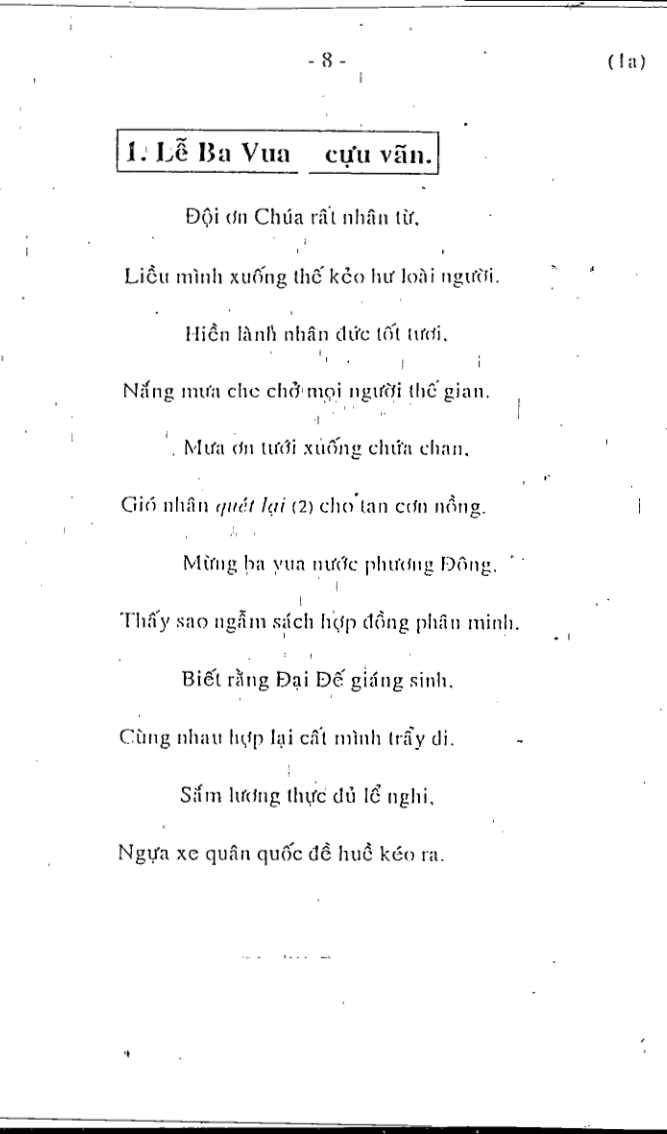 - 8 - (1a)
1. Lễ Ba Vua cựu vãn.
Đội ơn Chúa rất nhân từ,
Liều mình xuống thế kẻo hư loài người.
Hiền lành nhân đức tốt tươi,
Nắng mưa che chở mọi người thế gian.
Mưa ơn tưới xuống chứa chan,
Gió nhân quét lại (2) cho tan cơn nồng.
Mừng ba vua nước phương Đông,
Thấy sao ngẫm sách hợp đồng phân minh.
Biết rằng Đại Đế giáng sinh,
Cùng nhau hợp lại cất mình trẩy đi.
Sắm lương thực đủ lể nghi,
Ngựa xe quân quốc đề huề kéo ra.